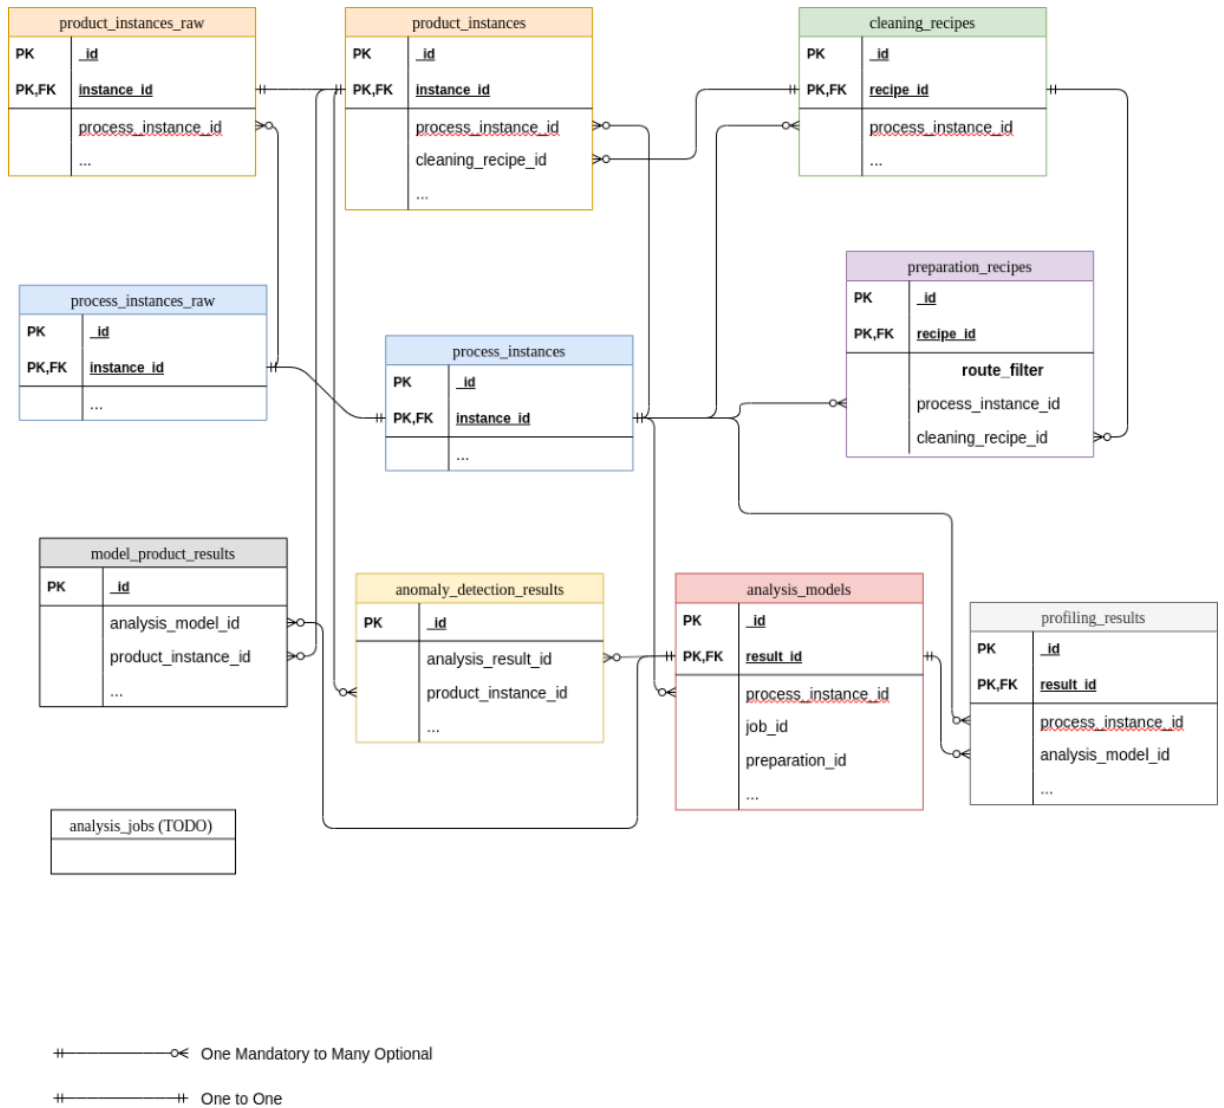 product_instances_raw
PK _id
PK,FK instance_id
process_instance_id
...
product_instances
PK _id
PK,FK instance_id
process_instance_id
cleaning_recipe_id
...
cleaning_recipes
PK _id
PK,FK recipe_id
process_instance_id
...
process_instances_raw
PK _id
PK,FK instance_id
...
process_instances
PK _id
PK,FK instance_id
...
preparation_recipes
PK _id
PK,FK recipe_id
route_filter
process_instance_id
cleaning_recipe_id
model_product_results
PK _id
analysis_model_id
product_instance_id
...
anomaly_detection_results
PK _id
analysis_result_id
product_instance_id
...
analysis_models
PK _id
PK,FK result_id
process_instance_id
job_id
preparation_id
...
profiling_results
PK _id
PK,FK result_id
process_instance_id
analysis_model_id
...
analysis_jobs (TODO)
One Mandatory to Many Optional
One to One